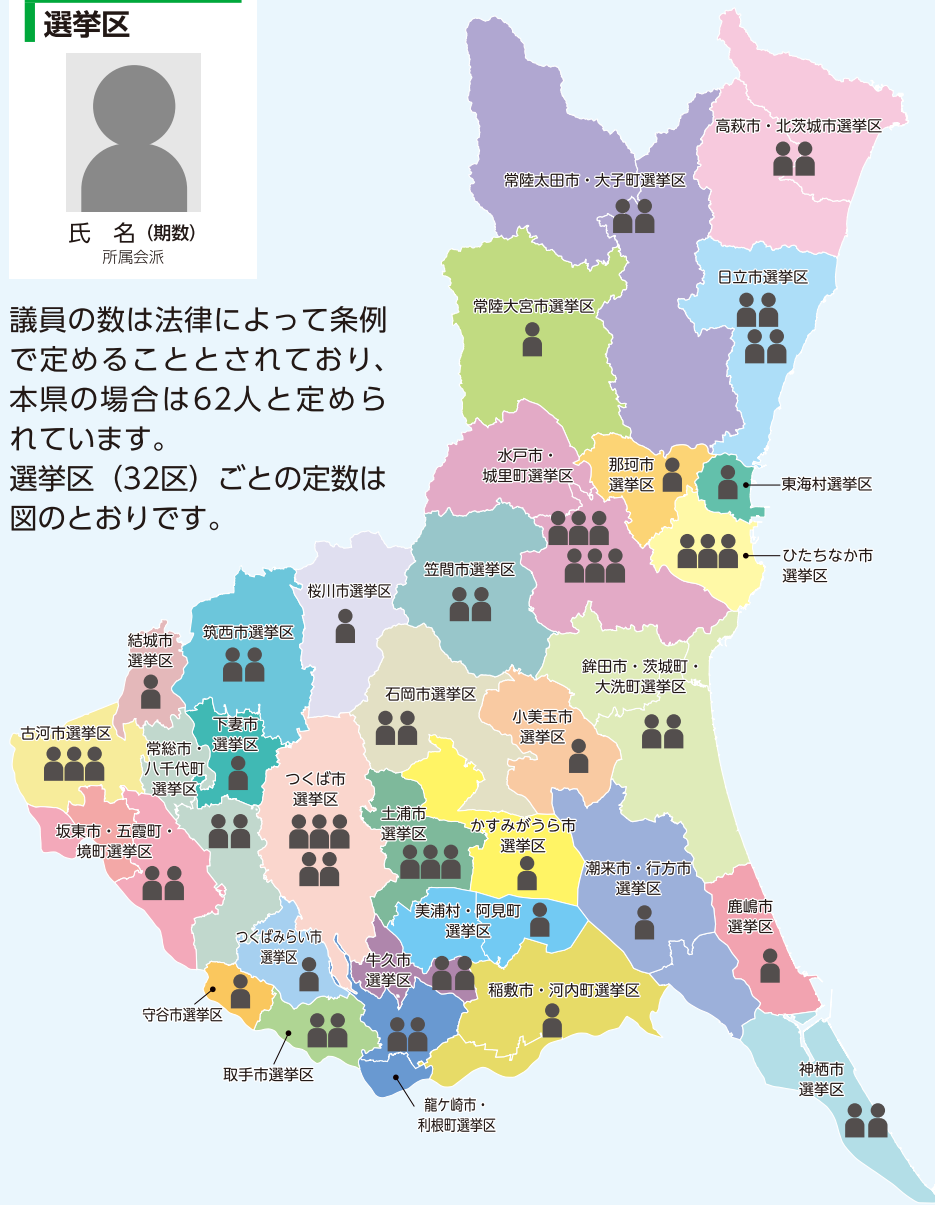 選挙区
氏　名（期数）
所属会派
議員の数は法律によって条例
で定めることとされており、
本県の場合は62人と定めら
れています。
選挙区（32区）ごとの定数は
図のとおりです。
高萩市・北茨城市選挙区
常陸太田市・大子町選挙区
日立市選挙区
常陸大宮市選挙区
水戸市・
城里町選挙区
那珂市
選挙区
東海村選挙区
ひたちなか市
選挙区
笠間市選挙区
桜川市選挙区
筑西市選挙区
結城市
選挙区
鉾田市・茨城町・
大洗町選挙区
石岡市選挙区
小美玉市
選挙区
古河市選挙区
下妻市
選挙区
常総市・
八千代町
選挙区
つくば市
選挙区
土浦市
選挙区
かすみがうら市
選挙区
坂東市・五霞町・
境町選挙区
潮来市・行方市
選挙区
美浦村・阿見町
選挙区
鹿嶋市
選挙区
つくばみらい市
選挙区
牛久市
選挙区
稲敷市・河内町選挙区
守谷市選挙区
取手市選挙区
神栖市
選挙区
龍ケ崎市・
利根町選挙区